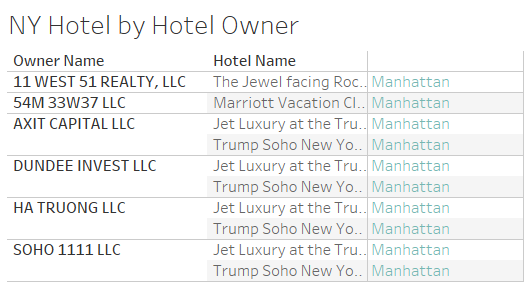 NY Hotel by Hotel Owner
Owner Name Hotel Name
11 WEST 51 REALTY, LLC The Jewel facing Roc.. Manhattan
54M 33W37 LLC Marriott Vacation Cl.. Manhattan
AXIT CAPITAL LLC Jet Luxury at the Tru.. Manhattan
Trump Soho New Yo.. Manhattan
DUNDEE INVEST LLC Jet Luxury at the Tru.. Manhattan
Trump Soho New Yo.. Manhattan
HA TRUONG LLC Jet Luxury at the Tru.. Manhattan
Trump Soho New Yo.. Manhattan
SOHO 1111 LLC Jet Luxury at the Tru.. Manhattan
Trump Soho New Yo.. Manhattan